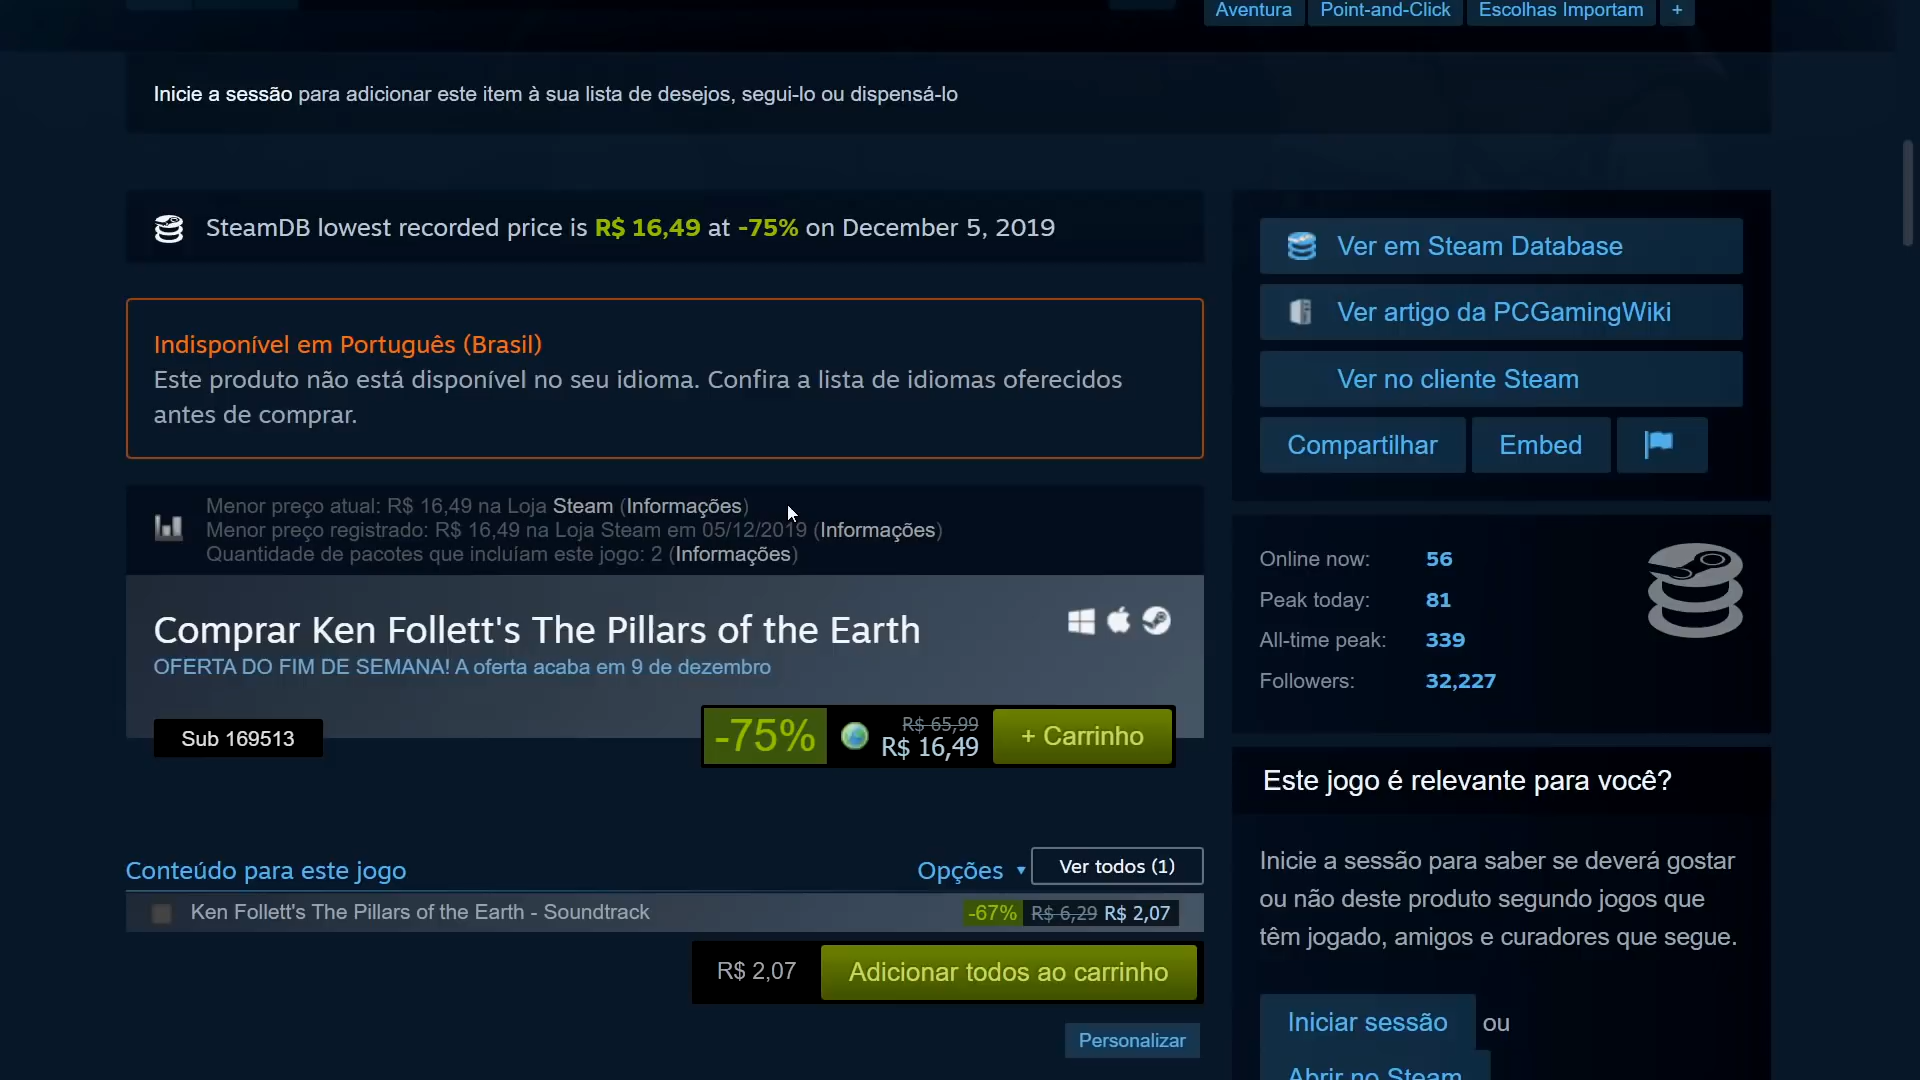 Aventura
Point-and-Click
Escolhas Importam
+
Inicie a sessão para adicionar este item à sua lista de desejos, segui-lo ou dispensá-lo
SteamDB lowest recorded price is R$ 16,49 at -75% on December 5, 2019
Indisponível em Português (Brasil)
Este produto não está disponível no seu idioma. Confira a lista de idiomas oferecidos
antes de comprar.
Menor preço atual: R$ 16,49 na Loja Steam (Informações)
Menor preço registrado: R$ 16,49 na Loja Steam em 05/12/2019 (Informações)
Quantidade de pacotes que incluíam este jogo: 2 (Informações)
Comprar Ken Follett's The Pillars of the Earth
OFERTA DO FIM DE SEMANA! A oferta acaba em 9 de dezembro
Sub 169513
-75%
R$ 65,99
R$ 16,49
+ Carrinho
Conteúdo para este jogo
Opções
Ver todos (1)
Ken Follett's The Pillars of the Earth - Soundtrack
-67% R$ 6,29 R$ 2,07
R$ 2,07
Adicionar todos ao carrinho
Personalizar
Ver em Steam Database
Ver artigo da PCGamingWiki
Ver no cliente Steam
Compartilhar
Embed
Online now: 56
Peak today: 81
All-time peak: 339
Followers: 32,227
Este jogo é relevante para você?
Inicie a sessão para saber se deverá gostar
ou não deste produto segundo jogos que
têm jogado, amigos e curadores que segue.
Iniciar sessão ou
Abrir no Steam